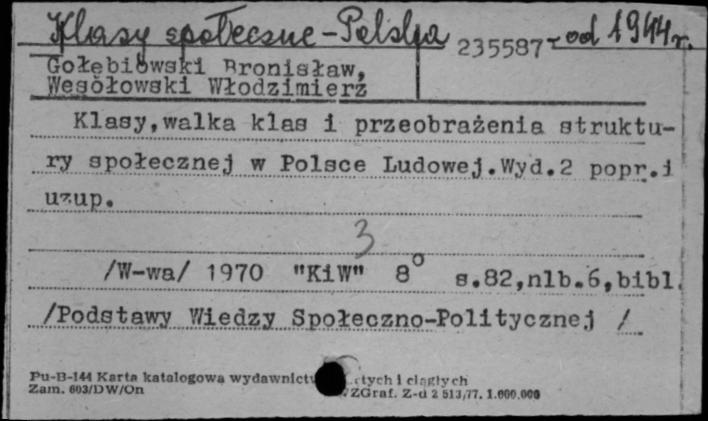 Klasy społeczne - Polska - od 1944 r.
235587
Gołębiowski Bronisław,
Wesołowski Włodzimierz
Klasy,walka klas i przeobrażenia struktu-
ry społecznej w Polsce Ludowej.Wyd.2 popr.i
uzup.
3
/W-wa/ 1970 "KiW" 8° s.82,nlb.6,bibl.
/Podstawy Wiedzy Społeczno-Politycznej /
Pu-B-144 Karta katalogowa wydawnictw tych i ciągłych
Zam. 603/DW/On ZGraf. Z-d 2 513/77. 1.000.000